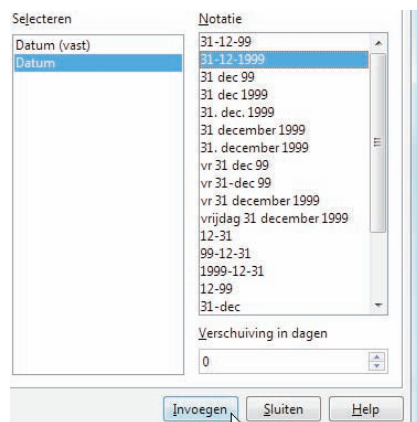 Selecteren
Datum (vast)
Datum
Notatie
31-12-99
31-12-1999
31 dec 99
31 dec 1999
31. dec. 1999
31 december 1999
31. december 1999
vr 31 dec 99
vr 31-dec 99
vr 31 december 1999
vrijdag 31 december 1999
12-31
99-12-31
1999-12-31
12-99
31-dec
Verschuiving in dagen
0
Invoegen Sluiten Help